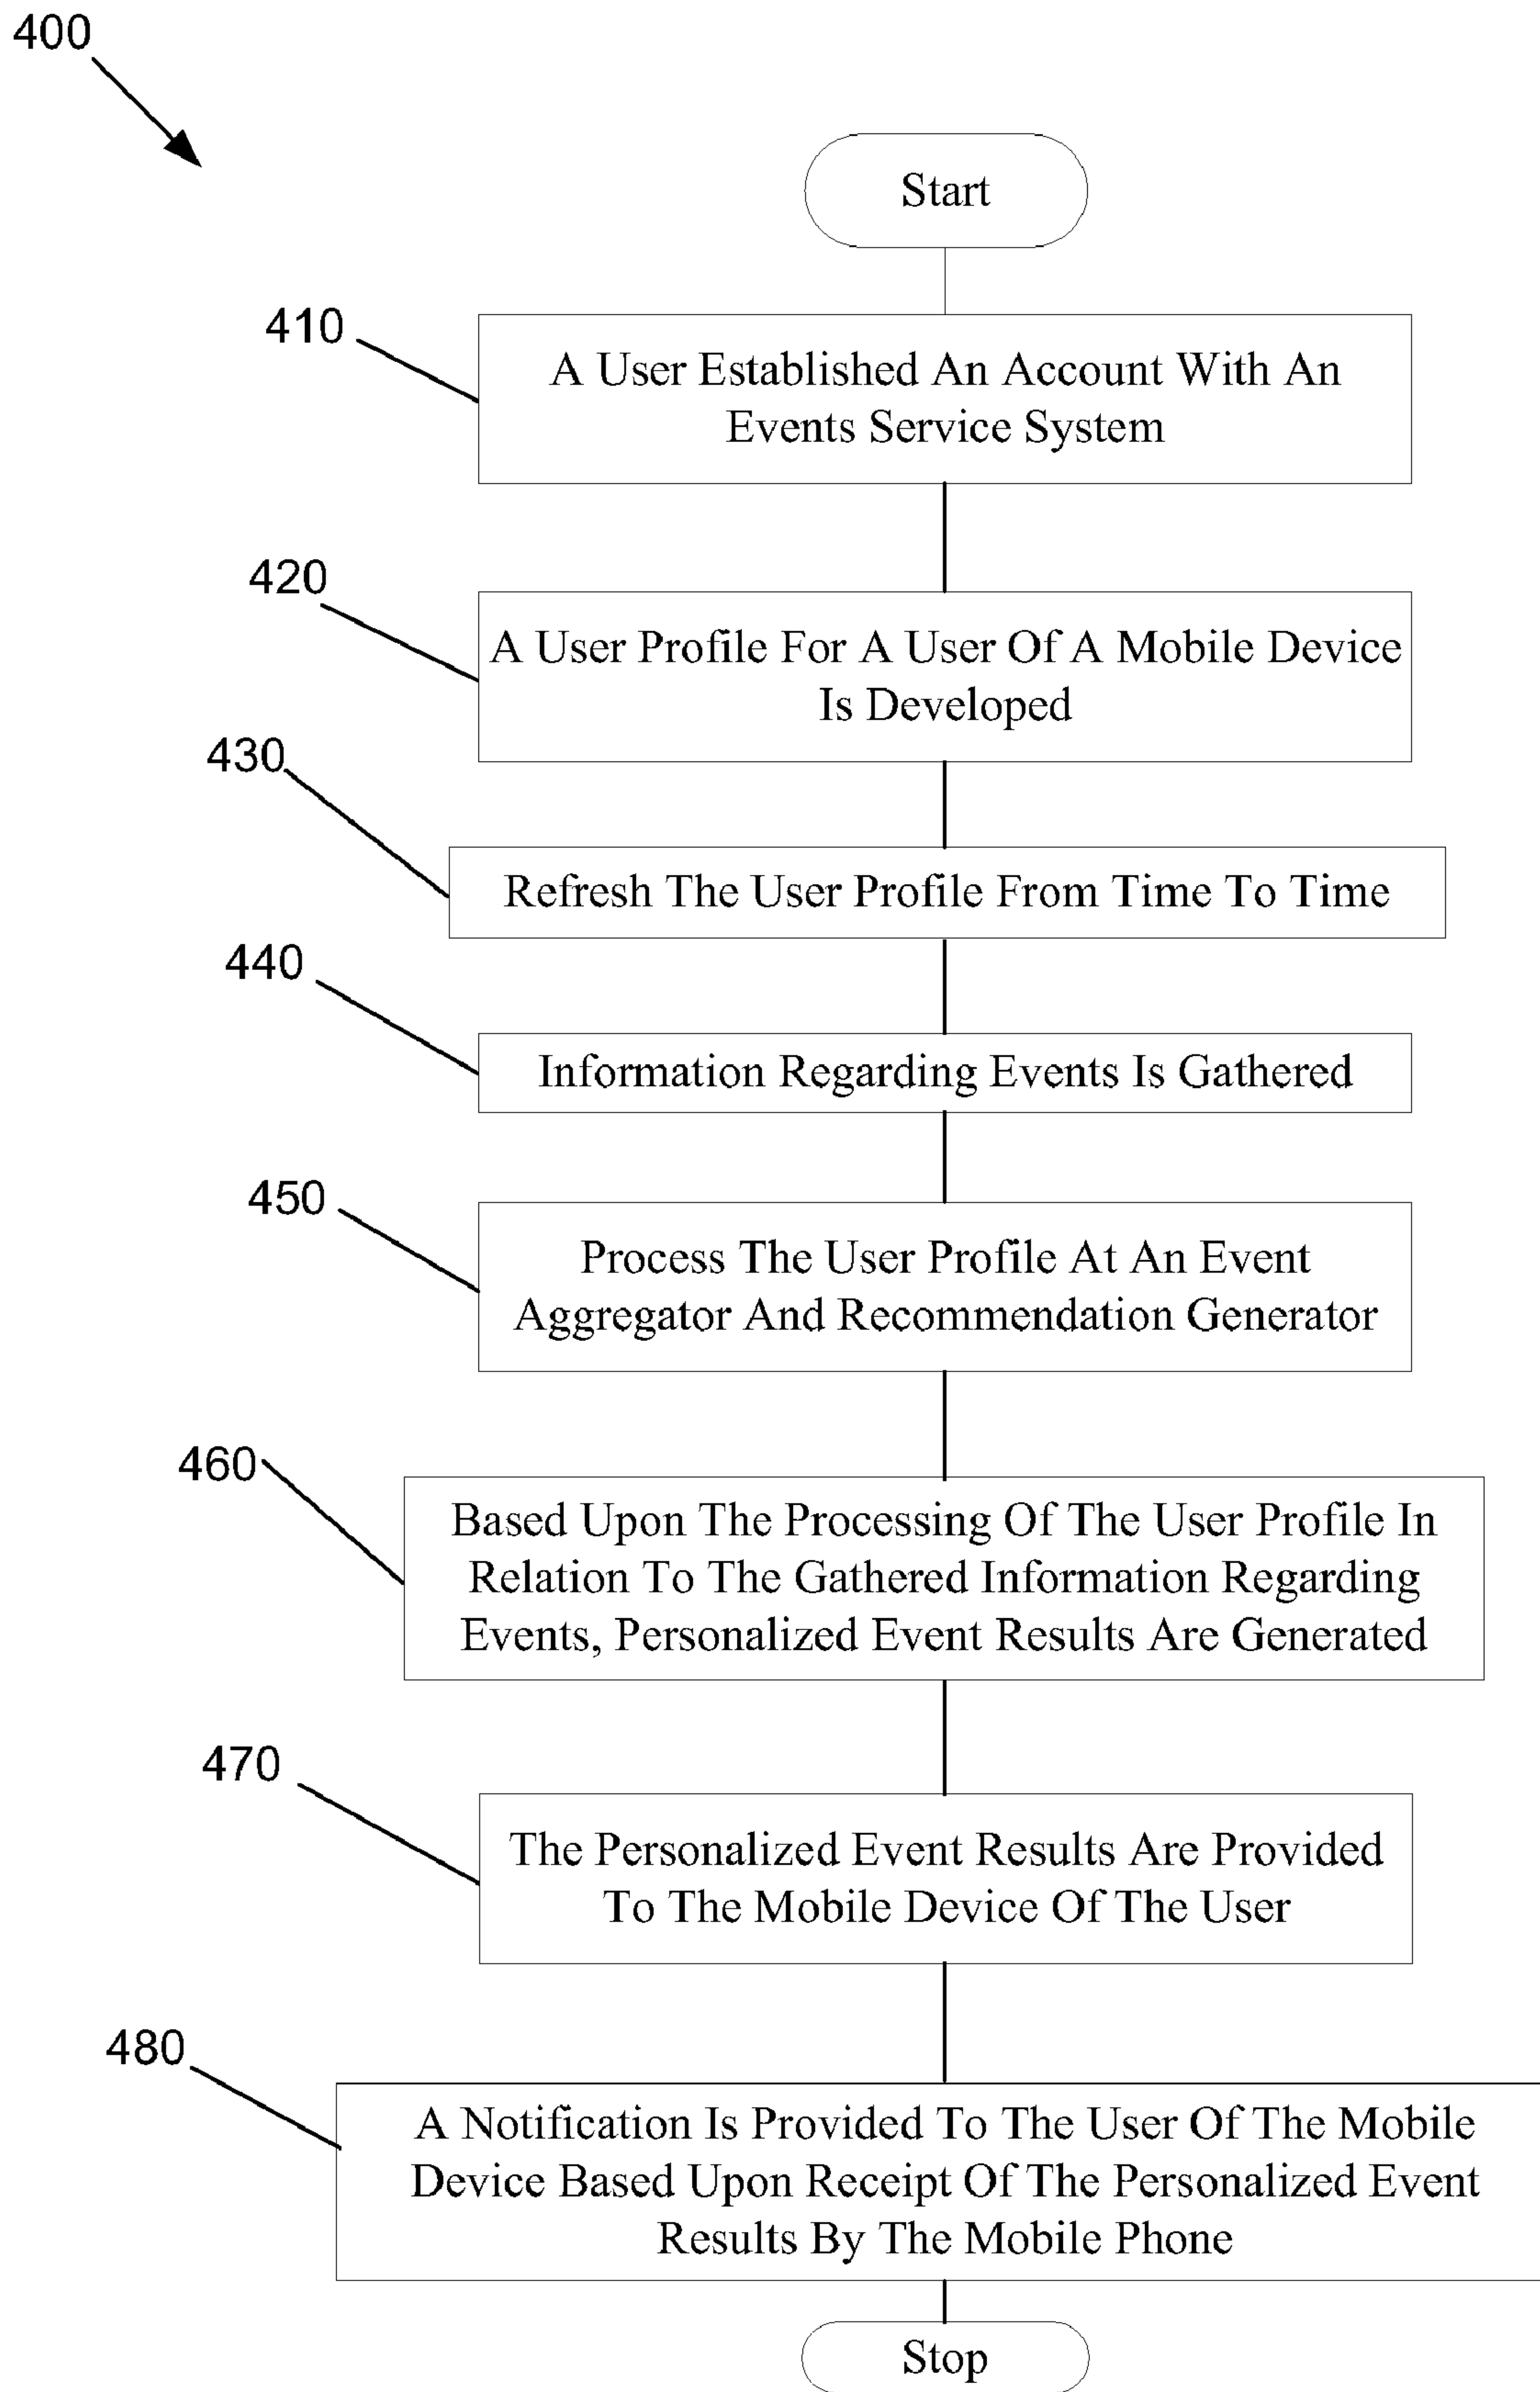 400
Start
410
A User Established An Account With An
Events Service System
420
A User Profile For A User Of A Mobile Device
Is Developed
430
Refresh The User Profile From Time To Time
440
Information Regarding Events Is Gathered
450
Process The User Profile At An Event
Aggregator And Recommendation Generator
460
Based Upon The Processing Of The User Profile In
Relation To The Gathered Information Regarding
Events, Personalized Event Results Are Generated
470
The Personalized Event Results Are Provided
To The Mobile Device Of The User
480
A Notification Is Provided To The User Of The Mobile
Device Based Upon Receipt Of The Personalized Event
Results By The Mobile Phone
Stop